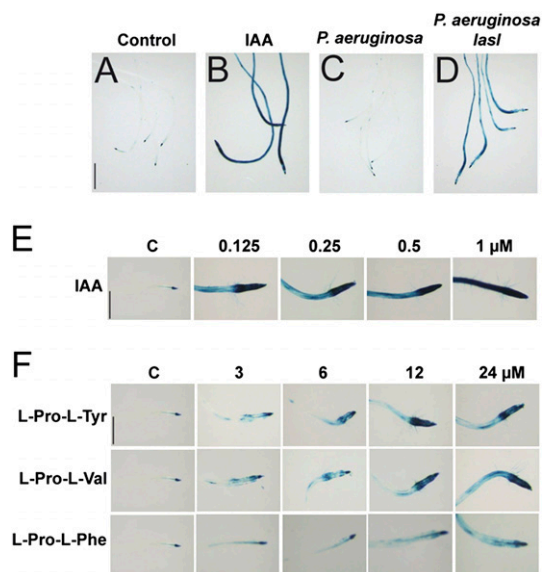 Control IAA P. aeruginosa P. aeruginosa lasI
A B C D
E
C 0.125 0.25 0.5 1 µM
IAA
F
C 3 6 12 24 µM
L-Pro-L-Tyr
L-Pro-L-Val
L-Pro-L-Phe